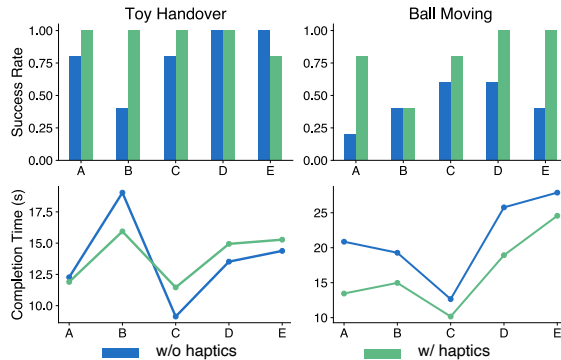 Toy Handover
Ball Moving
Success Rate
1.00
0.75
0.50
0.25
0.00
A B C D E
1.00
0.75
0.50
0.25
0.00
A B C D E
Completion Time (s)
17.5
15.0
12.5
10.0
A B C D E
25
20
15
10
A B C D E
w/o haptics
w/ haptics